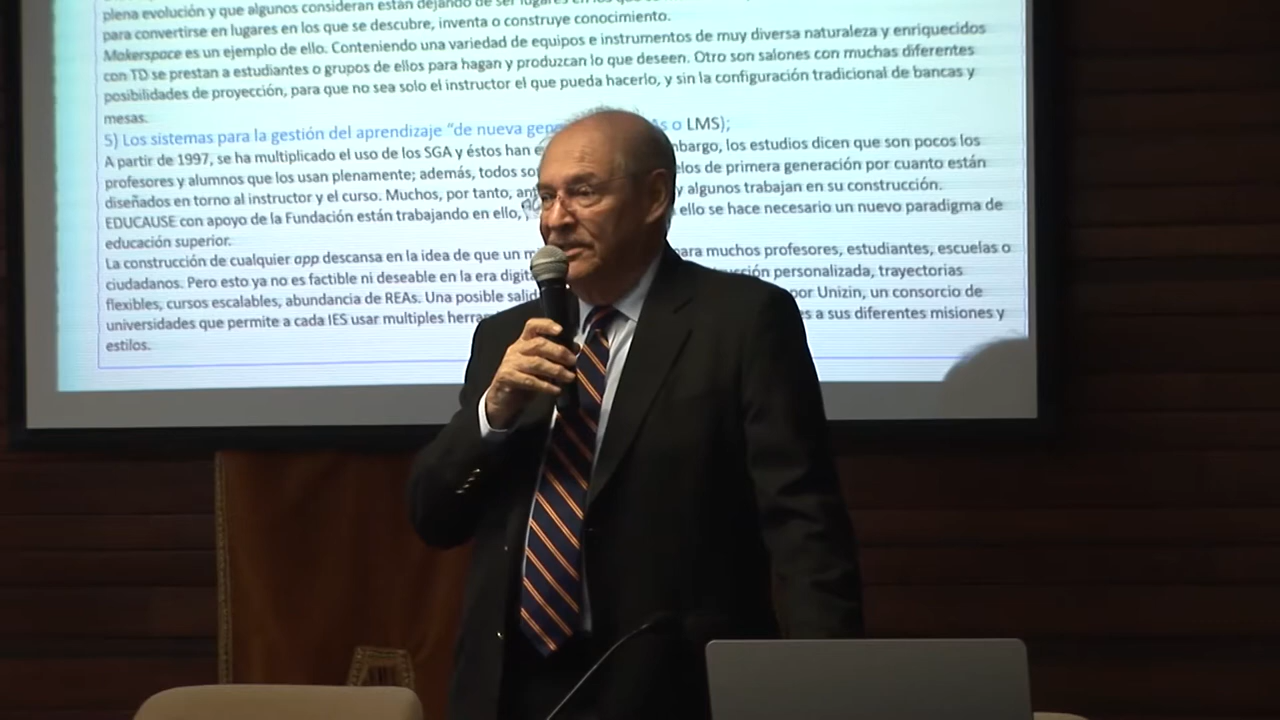 plena evolución y que algunos consideran están dejando de ser lugares en los que se
para convertirse en lugares en los que se descubre, inventa o construye conocimiento.
Makerspace es un ejemplo de ello. Conteniendo una variedad de equipos e instrumentos de muy diversa naturaleza y enriquecidos
con TD se prestan a estudiantes o grupos de ellos para hagan y produzcan lo que deseen. Otro son salones con muchas diferentes
posibilidades de proyección, para que no sea solo el instructor el que pueda hacerlo, y sin la configuración tradicional de bancas y
mesas.
5) Los sistemas para la gestión del aprendizaje "de nueva o LMS);
A partir de 1997, se ha multiplicado el uso de los SGA y éstos han los estudios dicen que son pocos los
profesores y alumnos que los usan plenamente; además, todos de primera generación por cuanto están
diseñados en torno al instructor y el curso. Muchos, por tanto, y algunos trabajan en su construcción.
EDUCAUSE con apoyo de la Fundación están trabajando en ello, ello se hace necesario un nuevo paradigma de
educación superior.
La construcción de cualquier app descansa en la idea de que un para muchos profesores, estudiantes, escuelas o
ciudadanos. Pero esto ya no es factible ni deseable en la era personalizada, trayectorias
flexibles, cursos escalables, abundancia de REAs. Una posible por Unizin, un consorcio de
universidades que permite a cada IES usar multiples a sus diferentes misiones y
estilos.